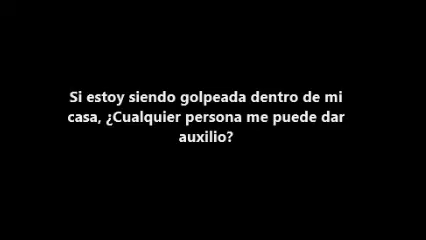 Si estoy siendo golpeada dentro de mi
casa, ¿Cualquier persona me puede dar
auxilio?